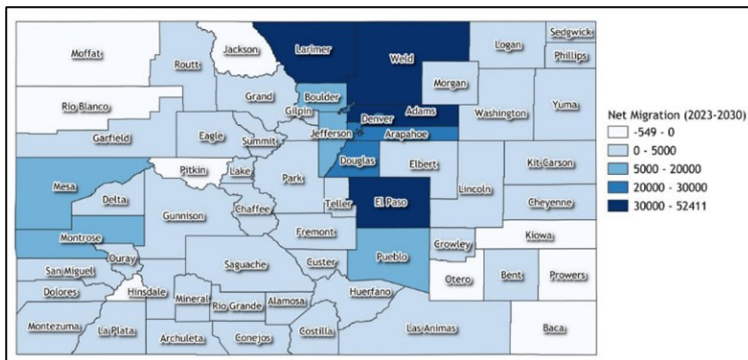 Moffat
Jackson
Larimer
Weld
Logan
Sedgwick
Phillips
Routt
Morgan
Rio Blanco
Grand
Boulder
Gilpin
Adams
Denver
Washington
Yuma
Garfield
Eagle
Summit
Jefferson
Arapahoe
Pitkin
Lake
Park
Douglas
Elbert
Kit Carson
Mesa
Delta
Gunnison
Chaffee
Teller
El Paso
Lincoln
Cheyenne
Montrose
Fremont
Crowley
Kiowa
Ouray
Saguache
Custer
Pueblo
Otero
Bent
Prowers
San Miguel
Dolores
Hinsdale
Mineral
Rio Grande
Alamosa
Huerfano
Montezuma
La Plata
Archuleta
Conejos
Costilla
Las Animas
Baca
Net Migration (2023-2030)
-549 - 0
0 - 5000
5000 - 20000
20000 - 30000
30000 - 52411